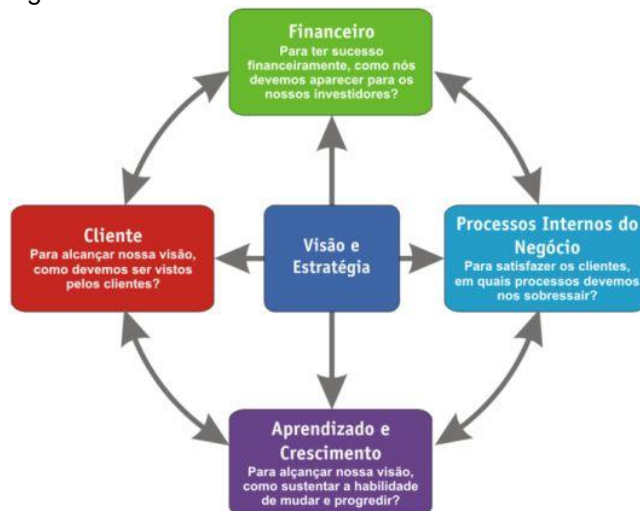 Financeiro
Para ter sucesso
financeiramente, como nós
devemos aparecer para os
nossos investidores?
Cliente
Para alcançar nossa visão,
como devemos ser vistos
pelos clientes?
Visão e
Estratégia
Processos Internos do
Negócio
Para satisfazer os clientes,
em quais processos devemos
nos sobressair?
Aprendizado e
Crescimento
Para alçançar nossa visão,
como sustentar a habilidade
de mudar e progredir?